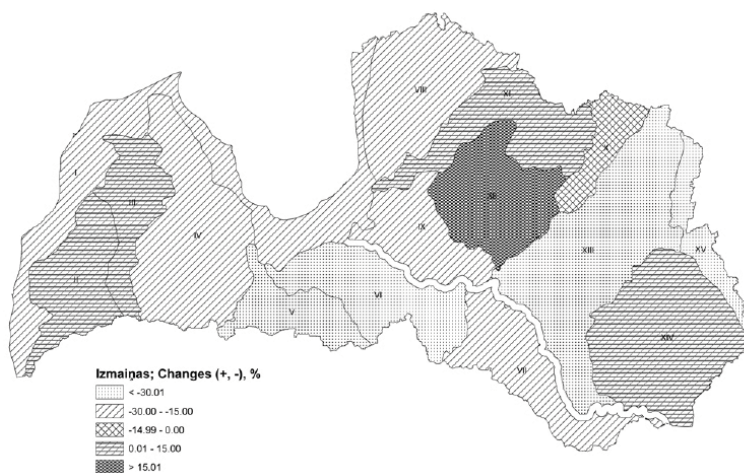 VIII
XI
X
I
III
XII
IV
IX
XIII
XV
II
VI
V
XIV
VII
Izmaiņas; Changes (+, -), %
< -30.01
-30.00 - -15.00
-14.99 - 0.00
0.01 - 15.00
> 15.01